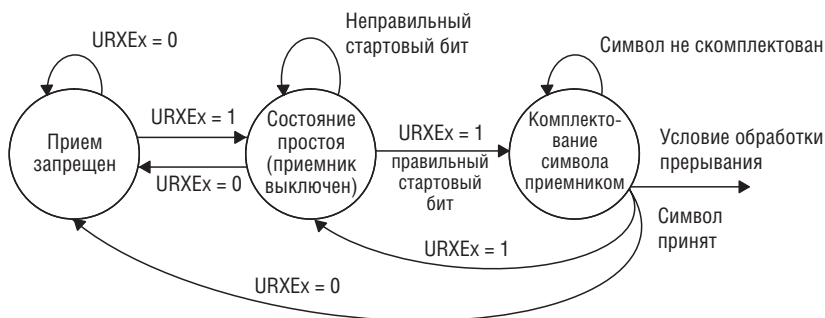 Неправильный
стартовый бит
URXEx = 0
Символ не скомплектован
URXEx = 1
Прием
запрещен
URXEx = 0
Состояние
простоя
(приемник
выключен)
URXEx = 1
правильный
стартовый
бит
Комплекто-
вание
символа
приемником
Условие обработки
прерывания
Символ
принят
URXEx = 1
URXEx = 0